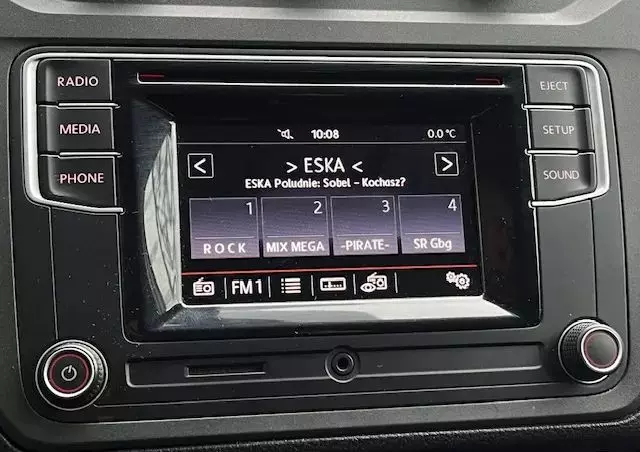 RADIO
MEDIA
PHONE
EJECT
SETUP
SOUND
10:08
0.0 °C
< > ESKA < >
ESKA Południe: Sobel - Kochasz?
1 2 3 4
ROCK MIX MEGA -PIRATE- SR Gbg
FM1